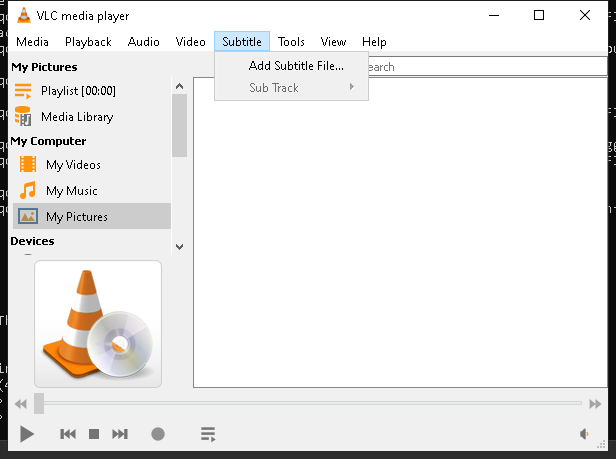 VLC media player
Media Playback Audio Video Subtitle Tools View Help
Add Subtitle File...
Sub Track
earch
My Pictures
Playlist [00:00]
Media Library
My Computer
My Videos
My Music
My Pictures
Devices